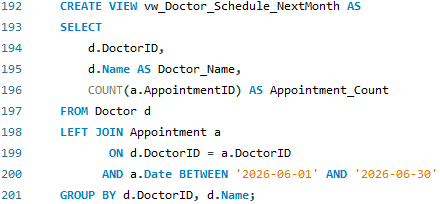 192 CREATE VIEW vw_Doctor_Schedule_NextMonth AS
193 SELECT
194 d.DoctorID,
195 d.Name AS Doctor_Name,
196 COUNT(a.AppointmentID) AS Appointment_Count
197 FROM Doctor d
198 LEFT JOIN Appointment a
199 ON d.DoctorID = a.DoctorID
200 AND a.Date BETWEEN '2026-06-01' AND '2026-06-30'
201 GROUP BY d.DoctorID, d.Name;